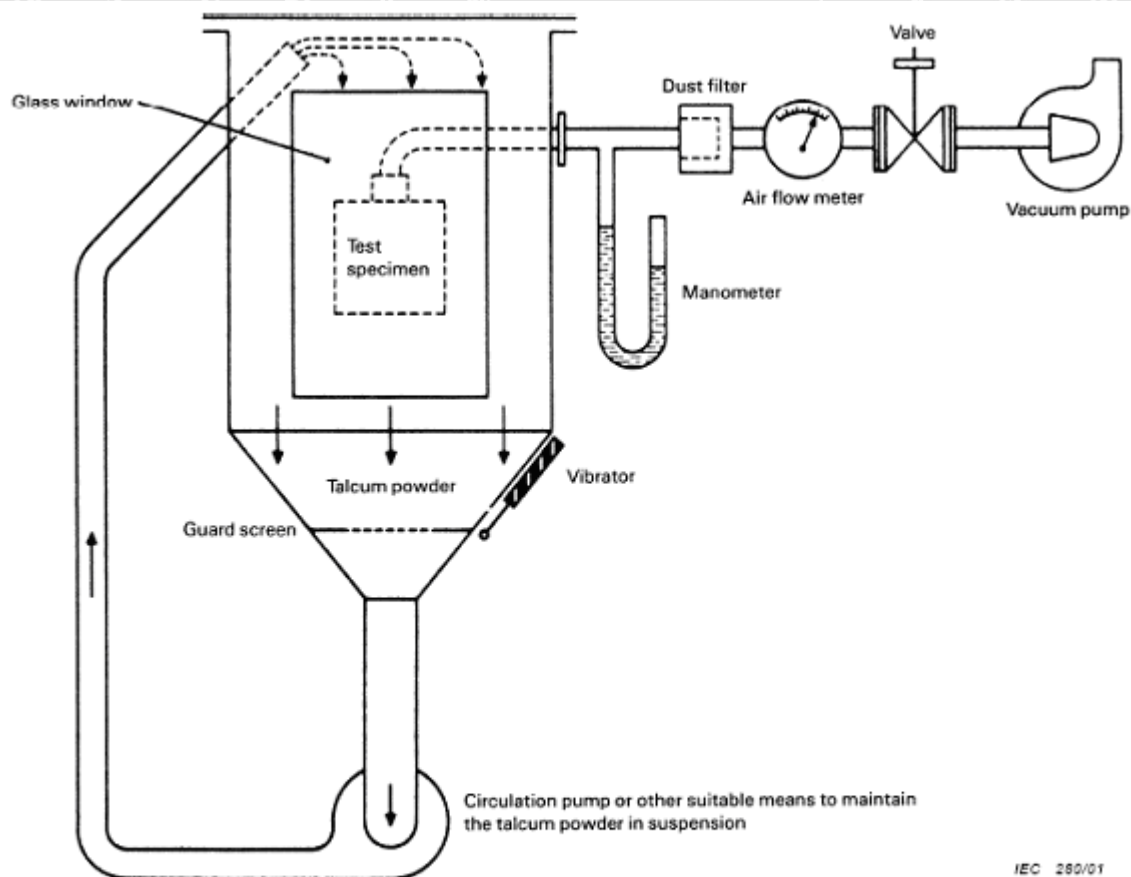 Valve
Dust filter
Glass window
Air flow meter
Vacuum pump
Test
specimen
Manometer
Talcum powder
Vibrator
Guard screen
Circulation pump or other suitable means to maintain
the talcum powder in suspension
IEC 280/01